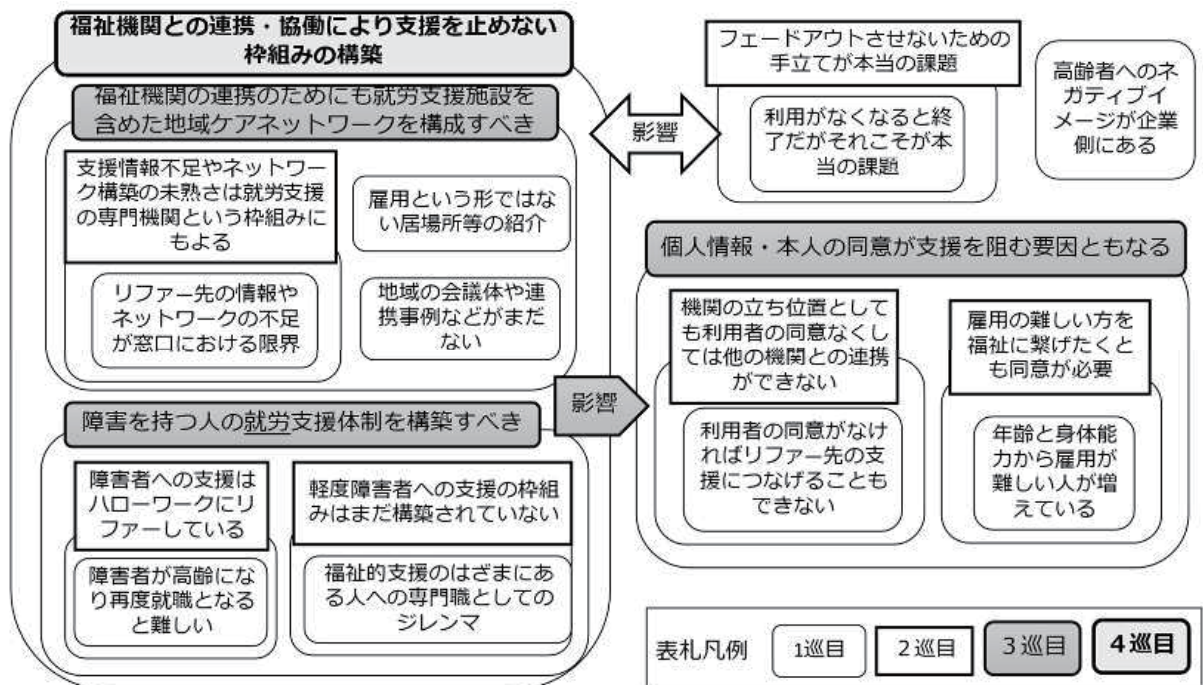 福祉機関との連携・協働により支援を止めない
枠組みの構築
福祉機関の連携のためにも就労支援施設を
含めた地域ケアネットワークを構成すべき
支援情報不足やネットワー
ク構築の未熟さは就労支援
の専門機関という枠組みに
もよる
リファー先の情報や
ネットワークの不足
が窓口における限界
雇用という形ではな
い居場所等の紹介
地域の会議体や連
携事例などがまだ
ない
障害を持つ人の就労支援体制を構築すべき
障害者への支援は
ハローワークにリ
ファーしている
障害者が高齢にな
り再度就職となる
と難しい
軽度障害者への支援の枠組
みはまだ構築されていない
福祉的支援のはざまにあ
る人への専門職としての
ジレンマ
影響
フェードアウトさせないための
手立てが本当の課題
利用がなくなると終
了だがそれこそが本
当の課題
高齢者へのネ
ガティブイ
メージが企業
側にある
影響
個人情報・本人の同意が支援を阻む要因ともなる
機関の立ち位置として
も利用者の同意なくし
ては他の機関との連携
ができない
利用者の同意がなけ
ればリファー先の支
援につなげることも
できない
雇用の難しい方を
福祉に繋げたくと
も同意が必要
年齢と身体能
力から雇用が
難しい人が増
えている
表札凡例
1巡目
２巡目
３巡目
４巡目